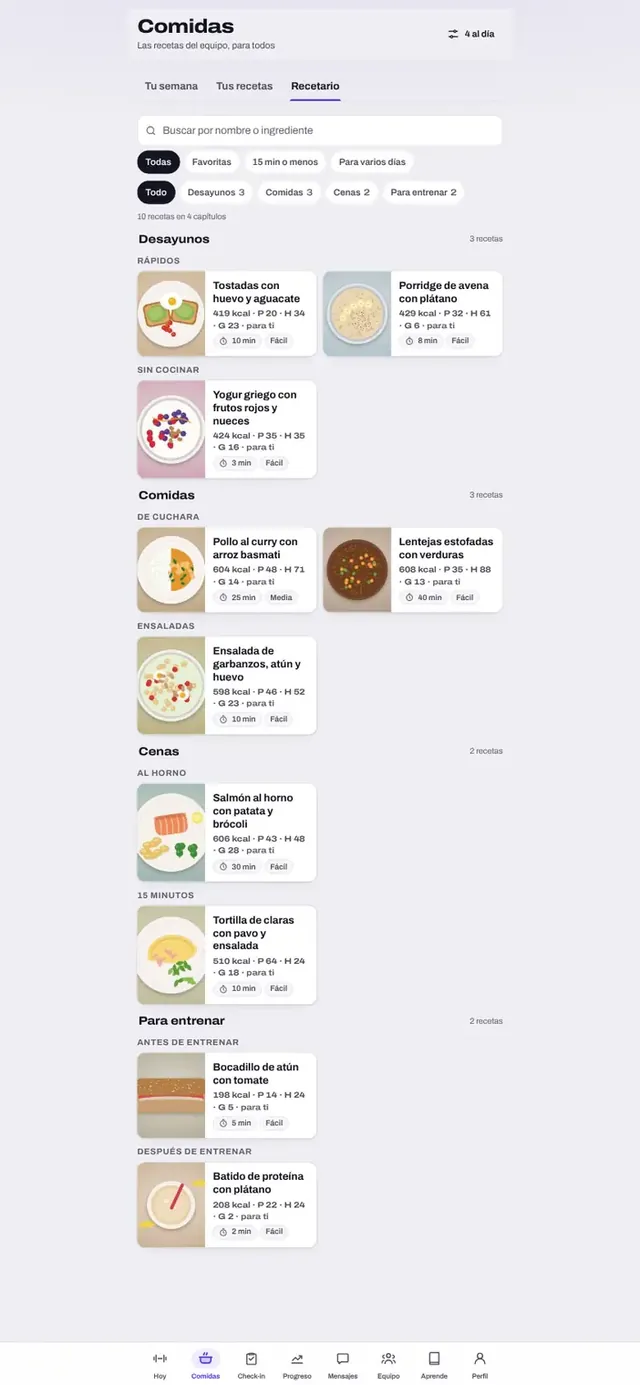 Comidas
Las recetas del equipo, para todos
4 al día
Tu semana
Tus recetas
Recetario
Buscar por nombre o ingrediente
Todas
Favoritas
15 min o menos
Para varios días
Todo
Desayunos 3
Comidas 3
Cenas 2
Para entrenar 2
10 recetas en 4 capítulos
Desayunos
3 recetas
RÁPIDOS
Tostadas con
huevo y aguacate
419 kcal · P 20 · H 34
· G 23 · para ti
10 min
Fácil
Porridge de avena
con plátano
429 kcal · P 32 · H 61
· G 6 · para ti
8 min
Fácil
SIN COCINAR
Yogur griego con
frutos rojos y
nueces
424 kcal · P 35 · H 35
· G 16 · para ti
3 min
Fácil
Comidas
3 recetas
DE CUCHARA
Pollo al curry con
arroz basmati
604 kcal · P 48 · H 71
· G 14 · para ti
25 min
Media
Lentejas estofadas
con verduras
608 kcal · P 35 · H 88
· G 13 · para ti
40 min
Fácil
ENSALADAS
Ensalada de
garbanzos, atún y
huevo
598 kcal · P 46 · H 52
· G 23 · para ti
10 min
Fácil
Cenas
2 recetas
AL HORNO
Salmón al horno
con patata y
brócoli
606 kcal · P 43 · H 48
· G 28 · para ti
30 min
Fácil
15 MINUTOS
Tortilla de claras
con pavo y
ensalada
510 kcal · P 64 · H 24
· G 18 · para ti
10 min
Fácil
Para entrenar
2 recetas
ANTES DE ENTRENAR
Bocadillo de atún
con tomate
198 kcal · P 14 · H 24
· G 5 · para ti
5 min
Fácil
DESPUÉS DE ENTRENAR
Batido de proteína
con plátano
208 kcal · P 22 · H 24
· G 2 · para ti
2 min
Fácil
Hoy
Comidas
Check-in
Progreso
Mensajes
Equipo
Aprende
Perfil